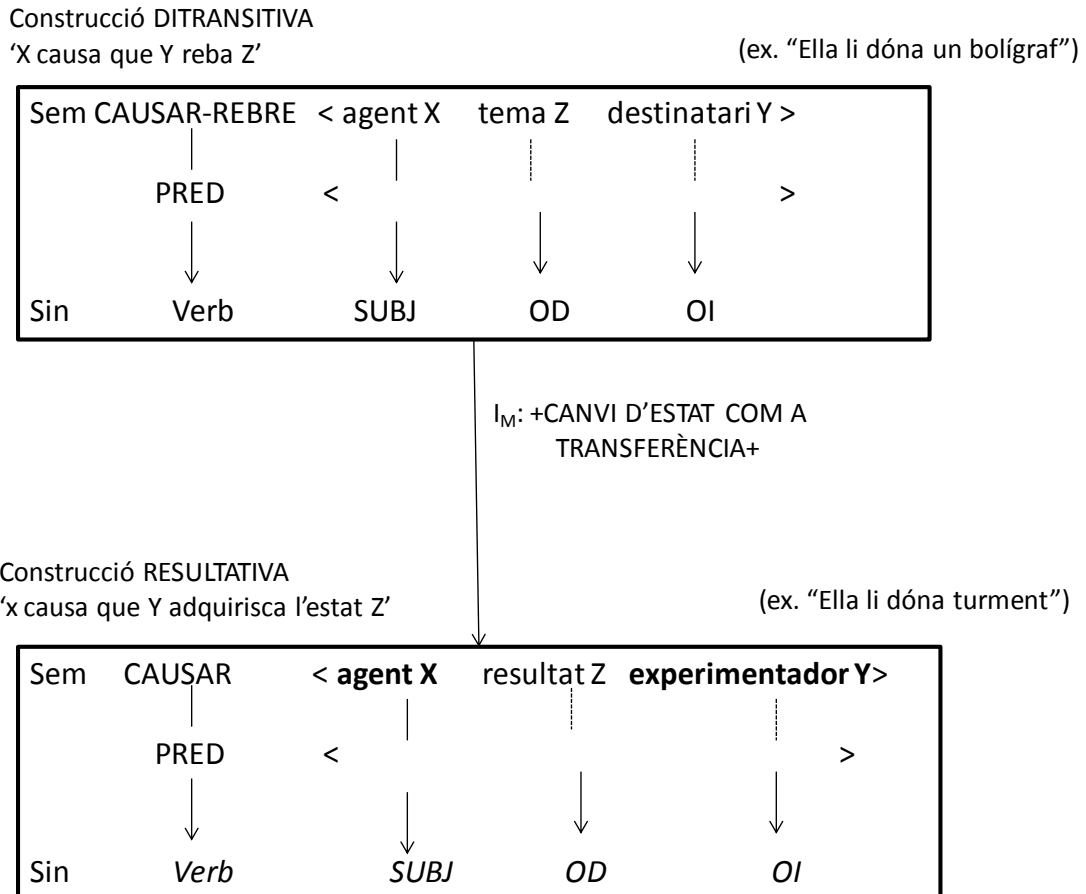 Construcció DITRANSITIVA
‘X causa que Y reba Z’
(ex. “Ella li dóna un bolígraf”)
Sem CAUSAR-REBRE < agent X tema Z destinatari Y >
PRED < >
Sin Verb SUBJ OD OI
I_M: +CANVI D’ESTAT COM A
TRANSFERÈNCIA+
Construcció RESULTATIVA
‘x causa que Y adquirisca l’estat Z’
(ex. “Ella li dóna turment”)
Sem CAUSAR < agent X resultat Z experimentador Y>
PRED < >
Sin Verb SUBJ OD OI